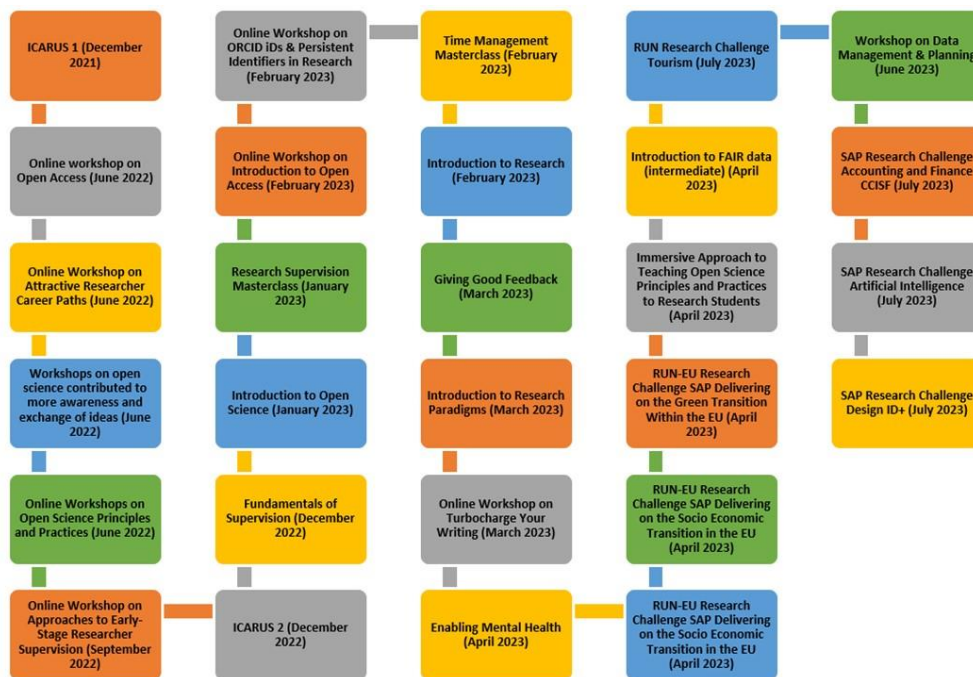 ICARUS 1 (December
2021)
Online workshop on
Open Access (June 2022)
Online Workshop on
Attractive Researcher
Career Paths (June 2022)
Workshops on open
science contributed to
more awareness and
exchange of ideas (June
2022)
Online Workshops on
Open Science Principles
and Practices (June 2022)
Online Workshop on
Approaches to Early-
Stage Researcher
Supervision (September
2022)
ICARUS 2 (December
2022)
Fundamentals of
Supervision (December
2022)
Introduction to Open
Science (January 2023)
Research Supervision
Masterclass (January
2023)
Online Workshop on
Introduction to Open
Access (February 2023)
Online Workshop on
ORCID iDs & Persistent
Identifiers in Research
(February 2023)
Time Management
Masterclass (February
2023)
Introduction to Research
(February 2023)
Giving Good Feedback
(March 2023)
Introduction to Research
Paradigms (March 2023)
Online Workshop on
Turbocharge Your
Writing (March 2023)
Enabling Mental Health
(April 2023)
RUN-EU Research
Challenge SAP Delivering
on the Socio Economic
Transition in the EU
(April 2023)
RUN-EU Research
Challenge SAP Delivering
on the Socio Economic
Transition in the EU
(April 2023)
RUN-EU Research
Challenge SAP Delivering
on the Green Transition
Within the EU (April
2023)
Immersive Approach to
Teaching Open Science
Principles and Practices
to Research Students
(April 2023)
Introduction to FAIR data
(intermediate) (April
2023)
RUN Research Challenge
Tourism (July 2023)
Workshop on Data
Management & Planning
(June 2023)
SAP Research Challenge
Accounting and Finance
CCISF (July 2023)
SAP Research Challenge
Artificial Intelligence
(July 2023)
SAP Research Challenge
Design ID+ (July 2023)